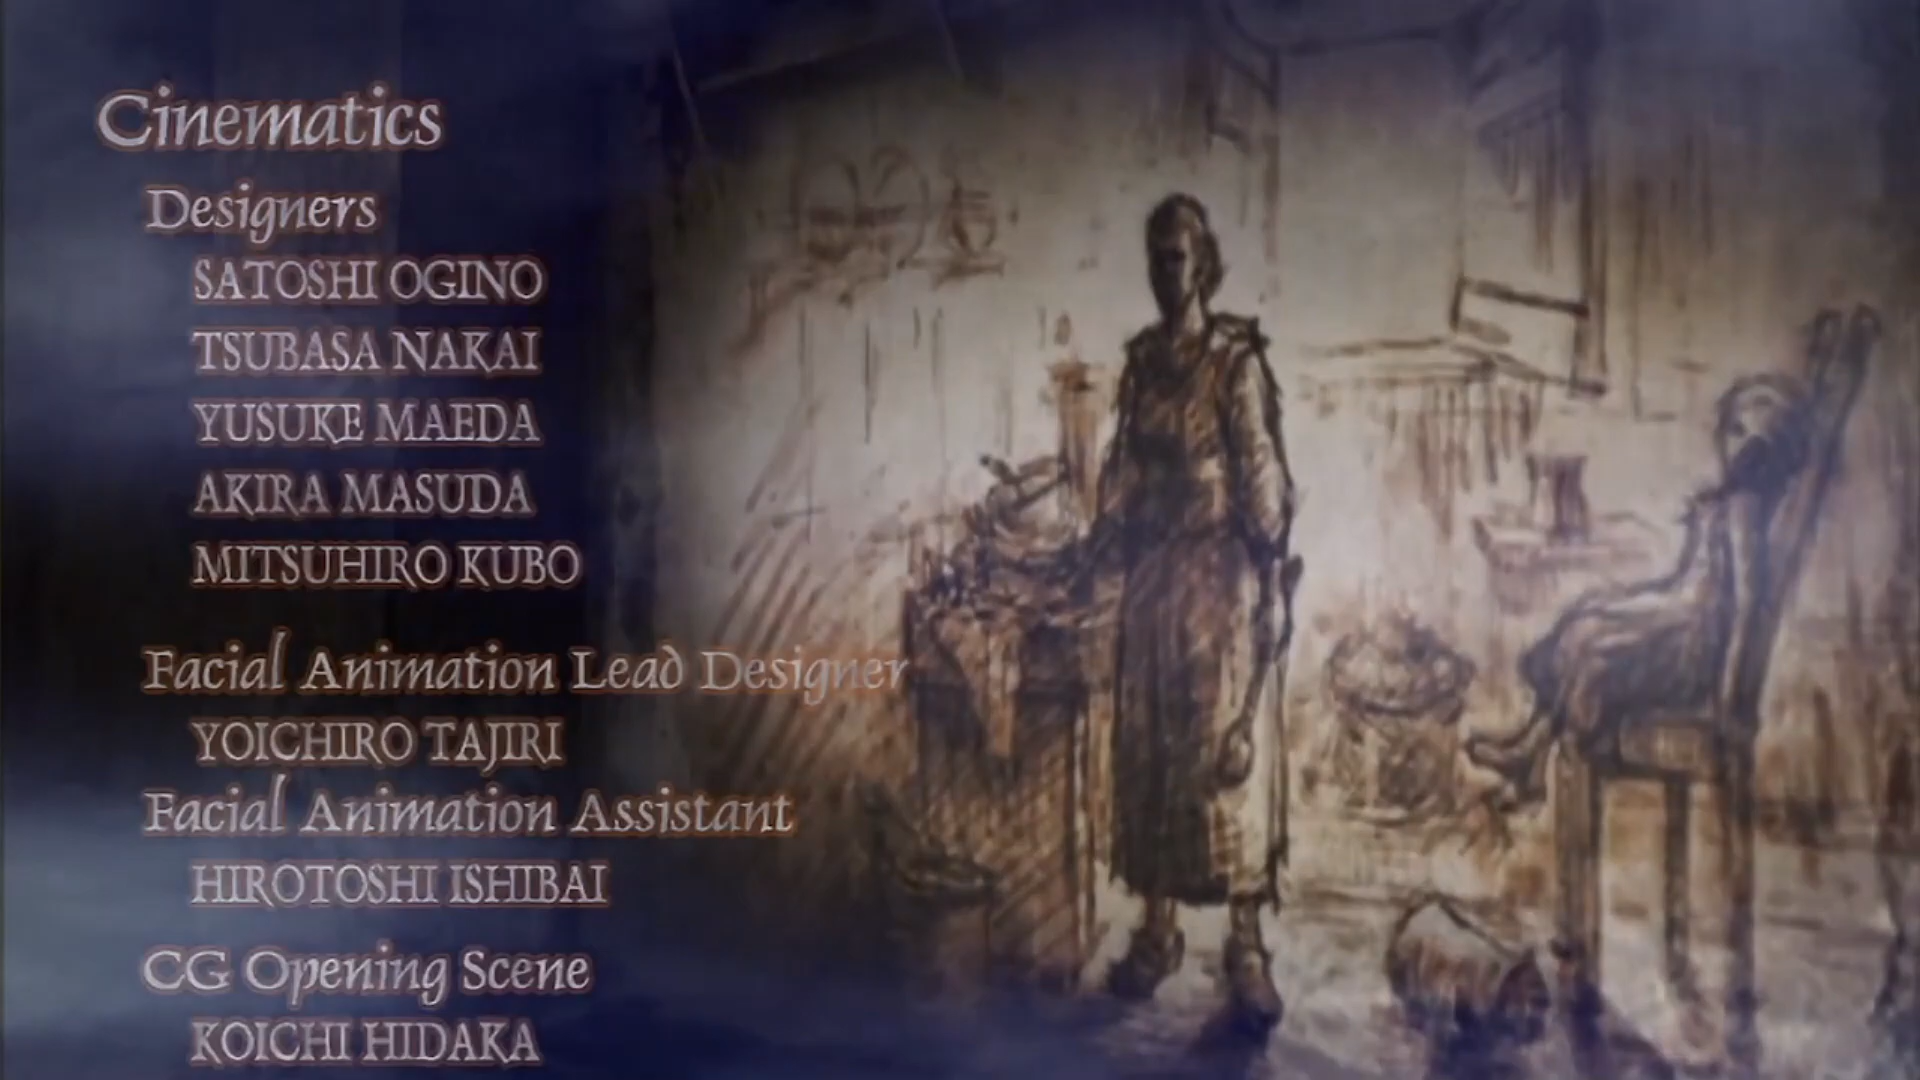 Cinematics
Designers
SATOSHI OGINO
TSUBASA NAKAI
YUSUKE MAEDA
AKIRA MASUDA
MITSUHIRO KUBO
Facial Animation Lead Designer
YOICHIRO TAJIRI
Facial Animation Assistant
HIROTOSHI ISHIBAI
CG Opening Scene
KOICHI HIDAKA